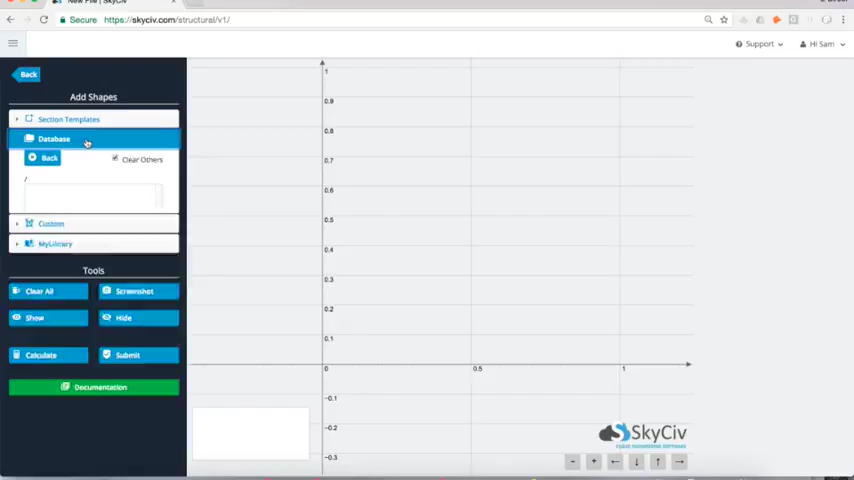 New File | SkyCiv
Secure
https://skyciv.com/structural/v1/
Support
Hi Sam
Back
Add Shapes
Section Templates
Database
Back
Clear Others
/
Custom
MyLibrary
Tools
Clear All
Screenshot
Show
Hide
Calculate
Submit
Documentation
1
0.9
0.8
0.7
0.6
0.5
0.4
0.3
0.2
0.1
0
0.5
1
−0.1
−0.2
−0.3
SkyCiv
CLOUD ENGINEERING SOFTWARE
- + ← ↓ ↑ →